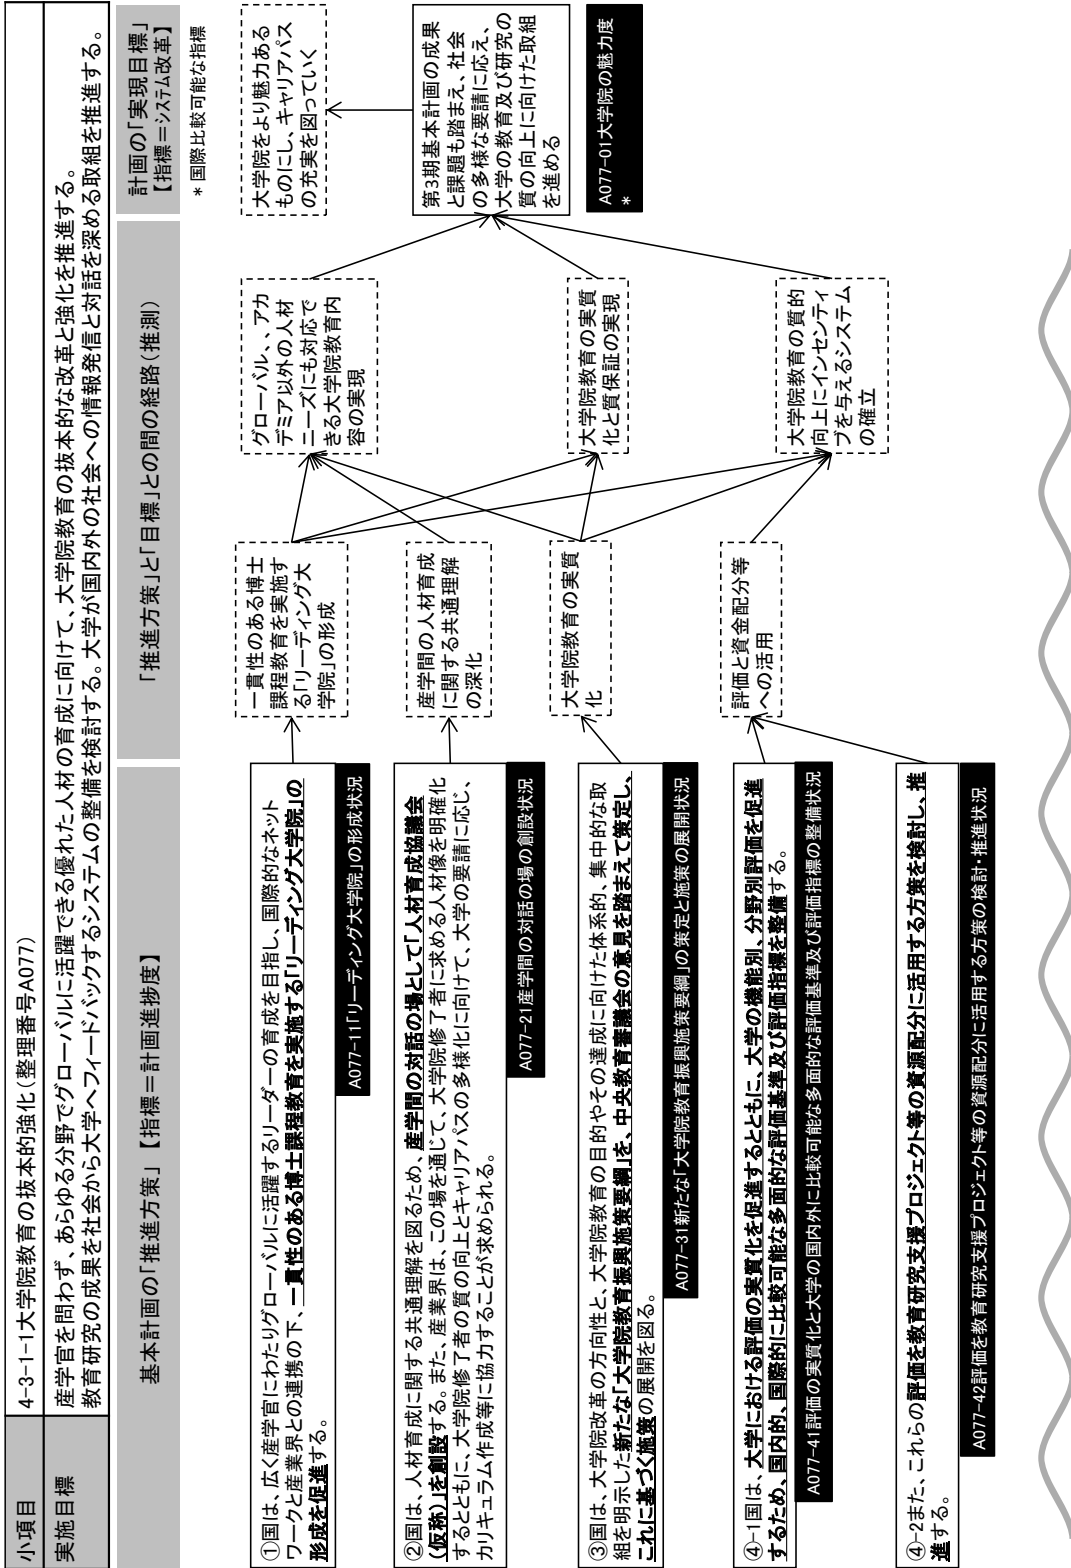 小項目
4-3-1-1大学院教育の抜本的強化(整理番号A077)
実施目標
産学官を問わず、あらゆる分野でグローバルに活躍できる優れた人材の育成に向けて、大学院教育の抜本的な改革と強化を推進する。
教育研究の成果を社会から大学へフィードバックするシステムの整備を検討する。大学が国内外の社会への情報発信と対話を深める取組を推進する。
基本計画の「推進方策」【指標=計画進捗度】
「推進方策」と「目標」との間の経路(推測)
計画の「実現目標」
【指標=システム改革】
*国際比較可能な指標
①国は、広く産学官にわたりグローバルに活躍するリーダーの育成を目指し、国際的なネット
ワークと産業界との連携の下、一貫性のある博士課程教育を実施する「リーディング大学院」の
形成を促進する。
A077-11「リーディング大学院」の形成状況
②国は、人材育成に関する共通理解を図るため、産学間の対話の場として「人材育成協議会
(仮称)」を創設する。また、産業界は、この場を通じて、大学院修了者に求める人材像を明確化
するとともに、大学院修了者の質の向上とキャリアパスの多様化に向けて、大学の要請に応じ、
カリキュラム作成等に協力することが求められる。
A077-21産学間の対話の場の創設状況
③国は、大学院改革の方向性と、大学院教育の目的やその達成に向けた体系的、集中的な取
組を明示した新たな「大学院教育振興施策要綱」を、中央教育審議会の意見を踏まえて策定し、
これに基づく施策の展開を図る。
A077-31新たな「大学院教育振興施策要綱」の策定と施策の展開状況
④-1国は、大学における評価の実質化を促進するとともに、大学の機能別、分野別評価を促進
するため、国内的、国際的に比較可能な多面的な評価基準及び評価指標を整備する。
A077-41評価の実質化と大学の国内外に比較可能な多面的な評価基準及び評価指標の整備状況
④-2また、これらの評価を教育研究支援プロジェクト等の資源配分に活用する方策を検討し、推
進する。
A077-42評価を教育研究支援プロジェクト等の資源配分に活用する方策の検討・推進状況
一貫性のある博士
課程教育を実施す
る「リーディング大
学院」の形成
産学間の人材育成
に関する共通理解
の深化
大学院教育の実質
化
評価と資金配分等
への活用
グローバル、、アカ
デミア以外の人材
ニーズにも対応で
きる大学院教育内
容の実現
大学院教育の実質
化と質保証の実現
大学院教育の質的
向上にインセンティ
ブを与えるシステム
の確立
大学院をより魅力ある
ものにし、キャリアパス
の充実を図っていく
第3期基本計画の成果
と課題も踏まえ、社会
の多様な要請に応え、
大学の教育及び研究の
質の向上に向けた取組
を進める
A077-01大学院の魅力度
*